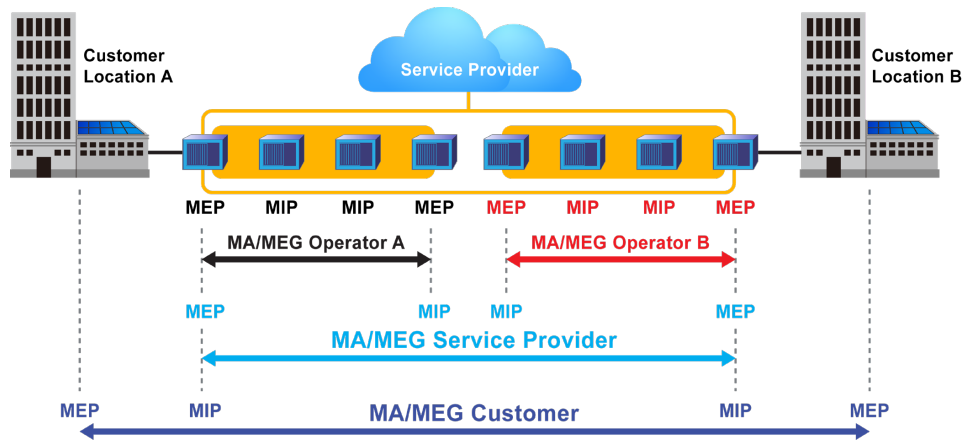 Customer
Location A
Service Provider
Customer
Location B
MEP MIP MIP MEP MEP MIP MIP MEP
MA/MEG Operator A MA/MEG Operator B
MEP MIP MIP MEP
MA/MEG Service Provider
MEP MIP MA/MEG Customer MIP MEP